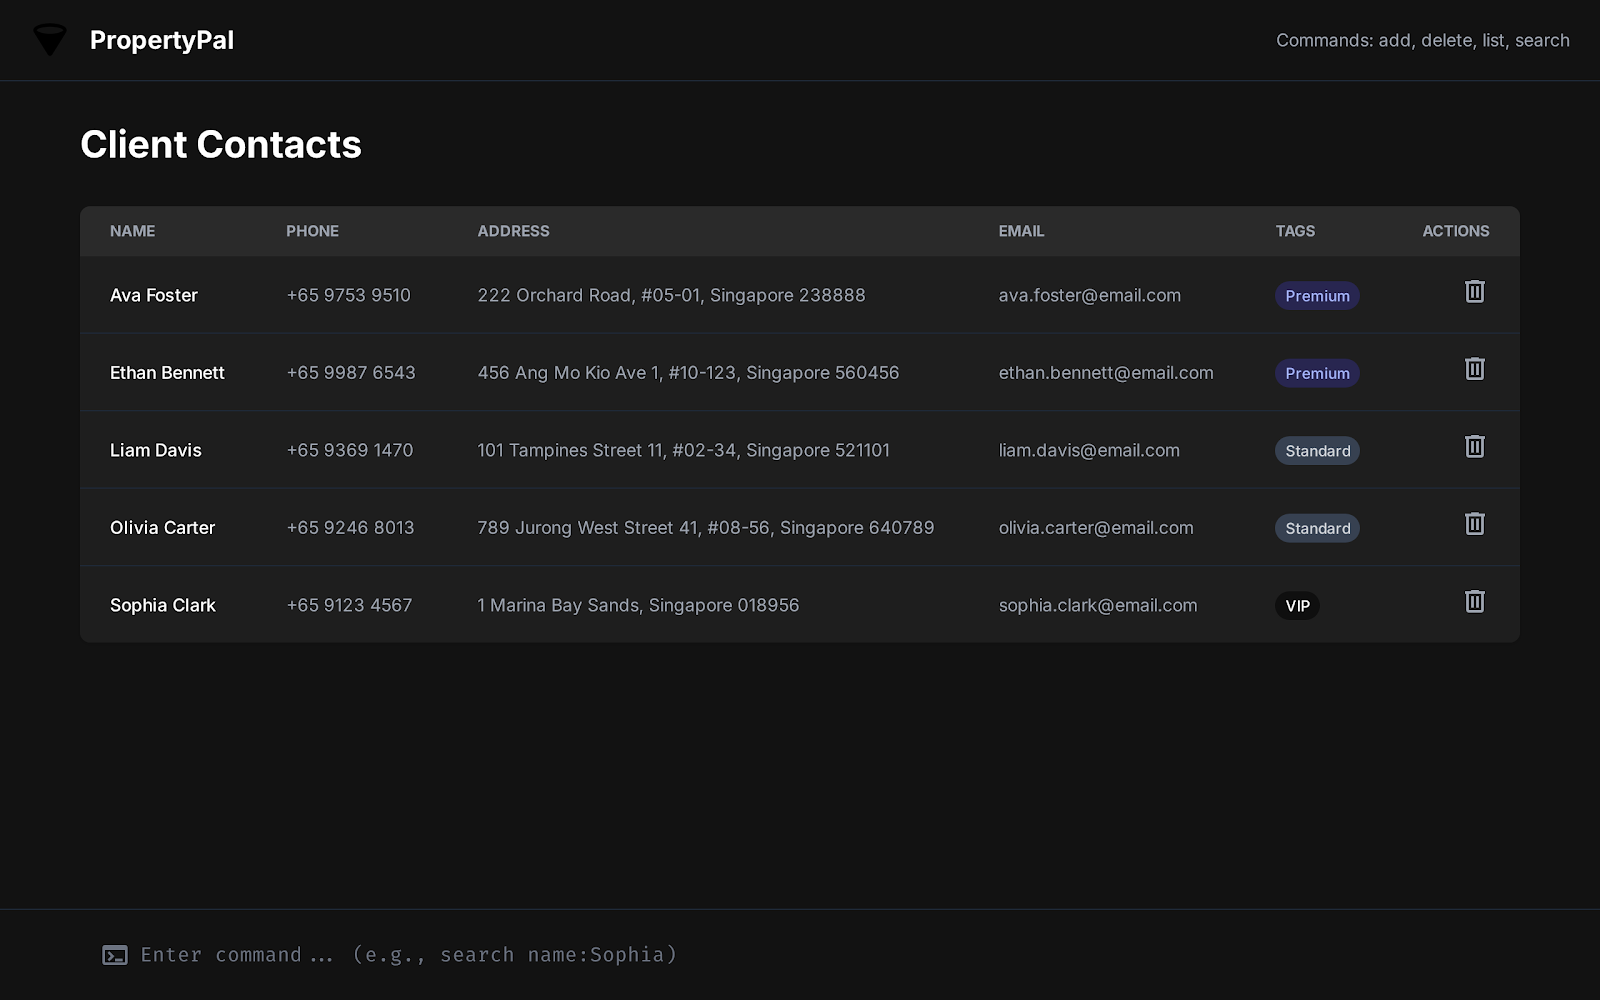 PropertyPal
Commands: add, delete, list, search
Client Contacts
NAME PHONE ADDRESS EMAIL TAGS ACTIONS
Ava Foster +65 9753 9510 222 Orchard Road, #05-01, Singapore 238888 ava.foster@email.com Premium
Ethan Bennett +65 9987 6543 456 Ang Mo Kio Ave 1, #10-123, Singapore 560456 ethan.bennett@email.com Premium
Liam Davis +65 9369 1470 101 Tampines Street 11, #02-34, Singapore 521101 liam.davis@email.com Standard
Olivia Carter +65 9246 8013 789 Jurong West Street 41, #08-56, Singapore 640789 olivia.carter@email.com Standard
Sophia Clark +65 9123 4567 1 Marina Bay Sands, Singapore 018956 sophia.clark@email.com VIP
Enter command... (e.g., search name:Sophia)